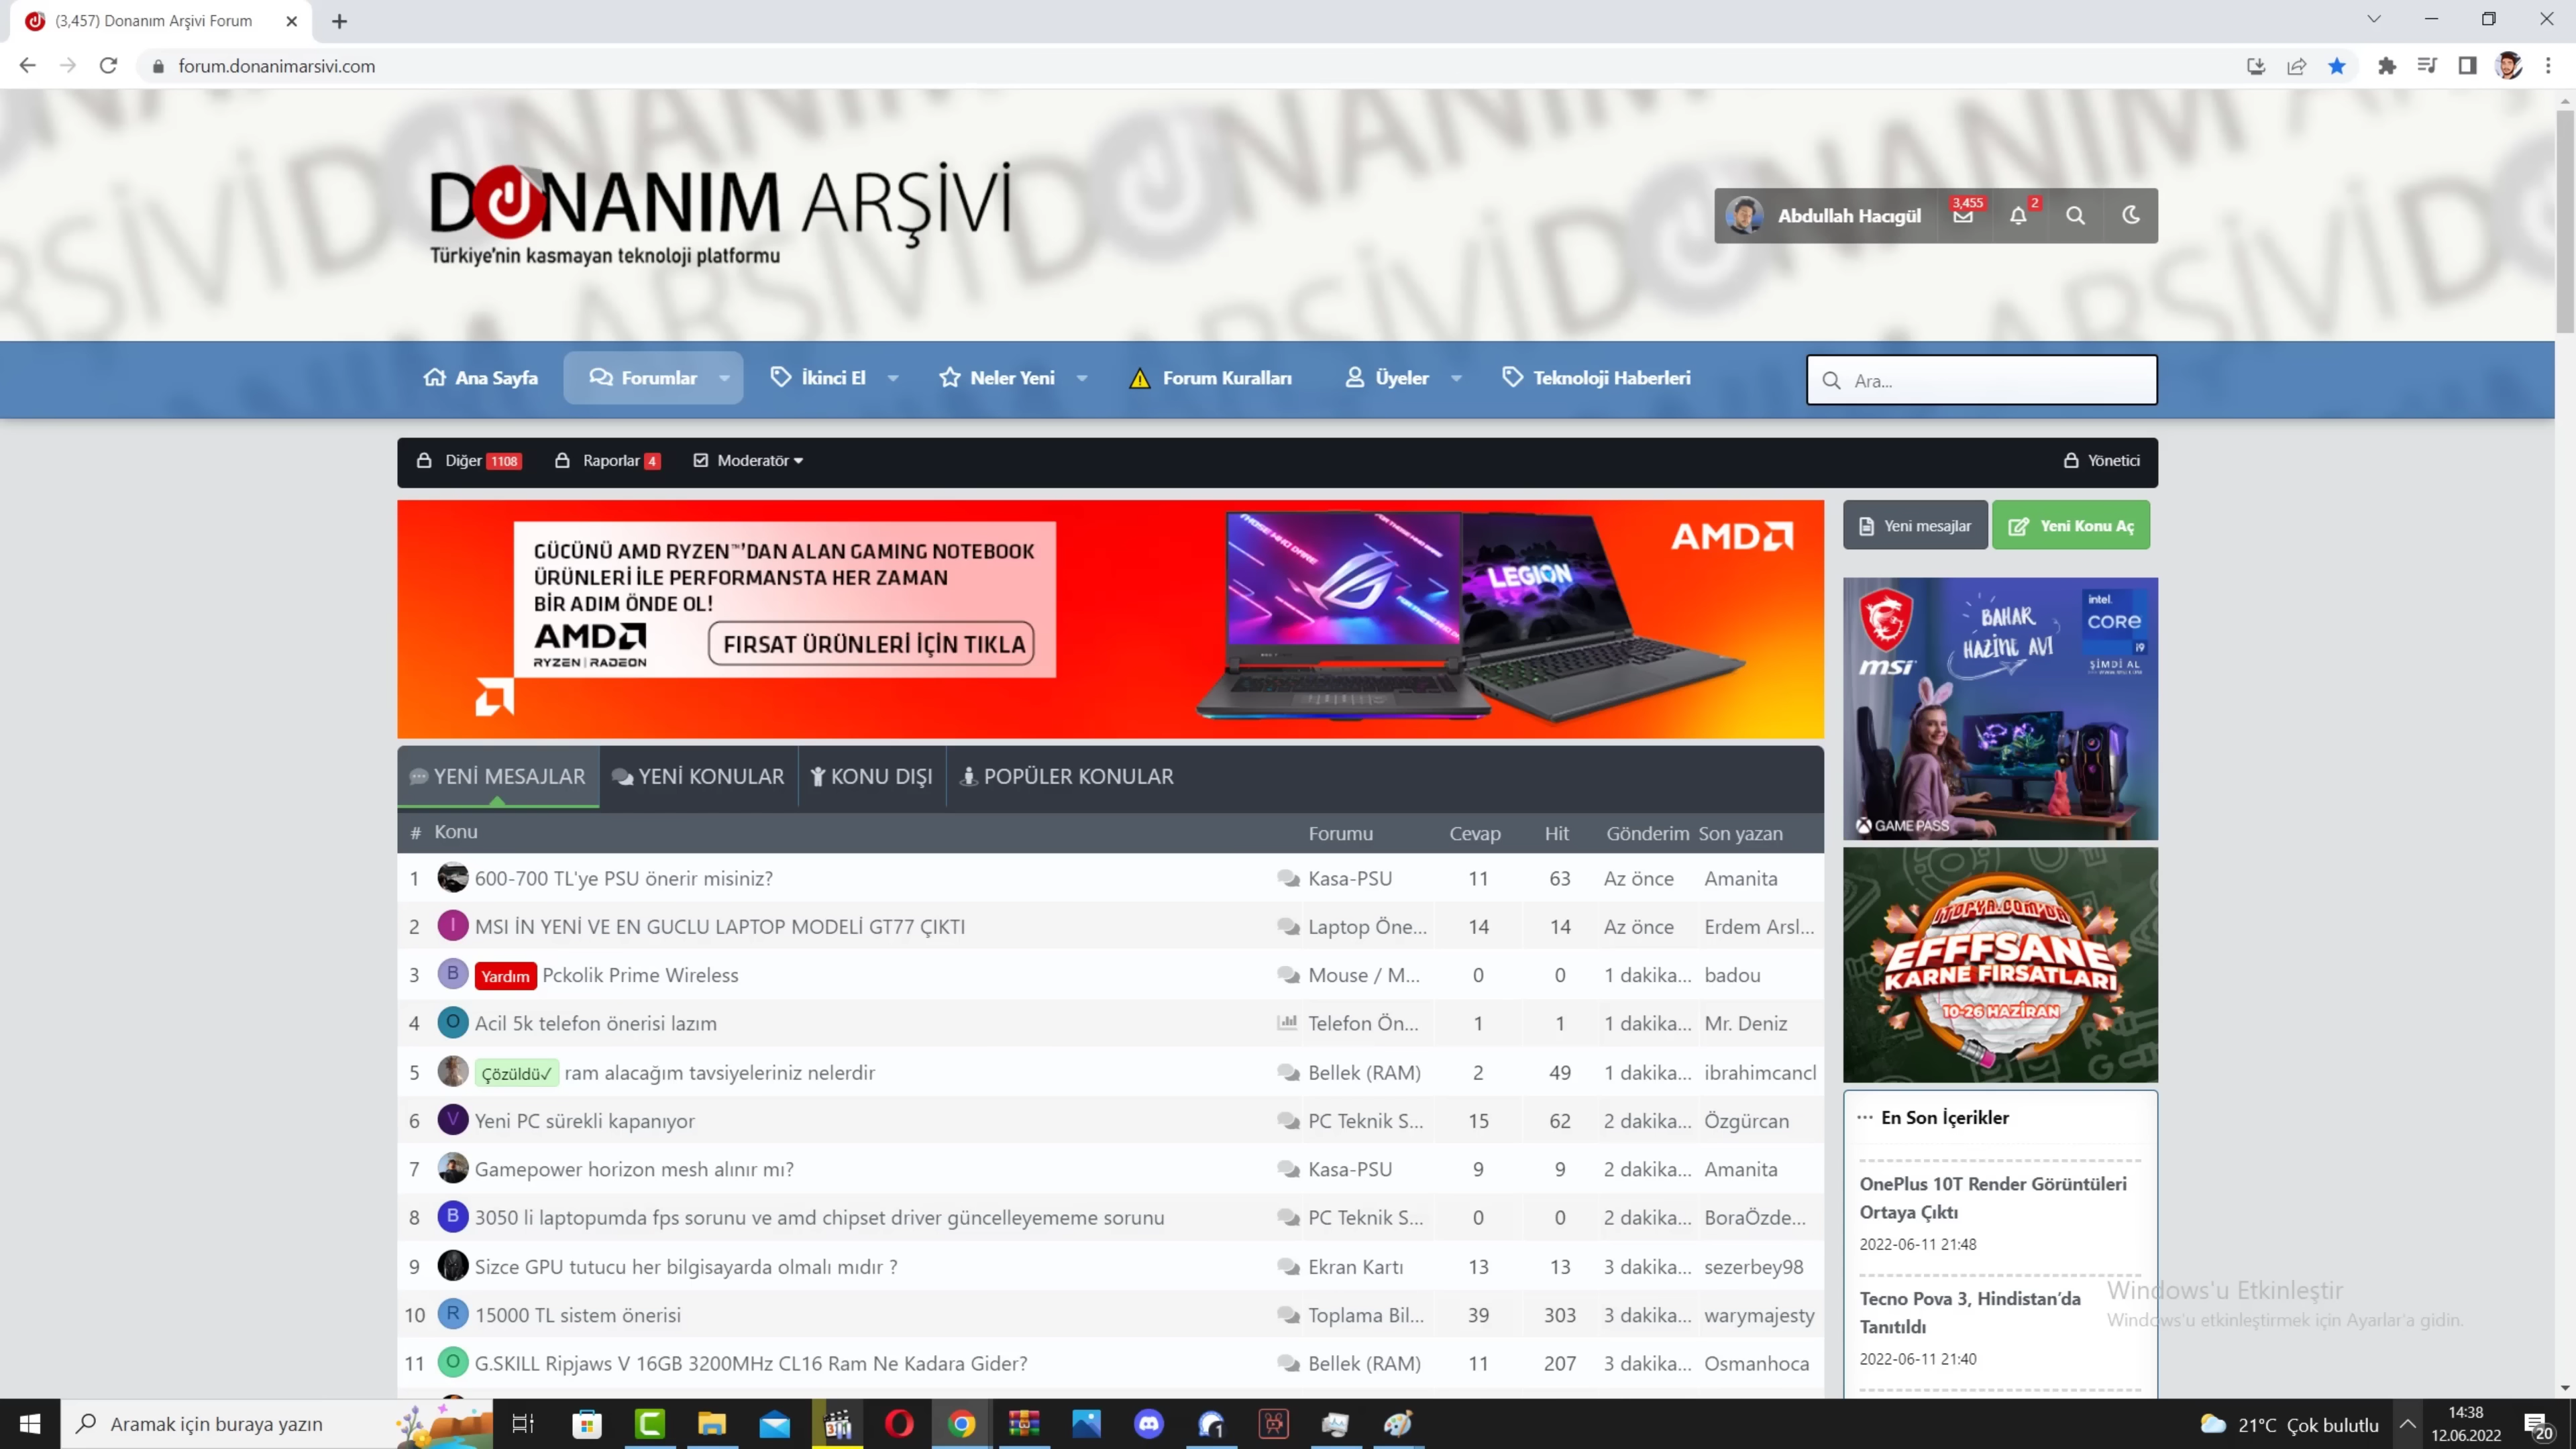 (3,457) Donanım Arşivi Forum
forum.donanimarsivi.com
DONANIM ARŞİVİ
Türkiye'nin kasmayan teknoloji platformu
Abdullah Hacıgül 3,455 2
Ana Sayfa Forumlar İkinci El Neler Yeni Forum Kuralları Üyeler Teknoloji Haberleri Ara...
Diğer 1108 Raporlar 4 Moderatör Yönetici
GÜCÜNÜ AMD RYZEN™'DAN ALAN GAMING NOTEBOOK
ÜRÜNLERİ İLE PERFORMANSTA HER ZAMAN
BİR ADIM ÖNDE OL!
AMD
RYZEN | RADEON
FIRSAT ÜRÜNLERİ İÇİN TIKLA
LEGION
AMD
Yeni mesajlar Yeni Konu Aç
msi
BAHAR
HAZİNE AVI
intel.
CORE
i9
ŞİMDİ AL
GAME PASS
YENİ MESAJLAR YENİ KONULAR KONU DIŞI POPÜLER KONULAR
# Konu Forumu Cevap Hit Gönderim Son yazan
1 600-700 TL'ye PSU önerir misiniz? Kasa-PSU 11 63 Az önce Amanita
2 I MSI İN YENİ VE EN GUCLU LAPTOP MODELİ GT77 ÇIKTI Laptop Öne... 14 14 Az önce Erdem Arsl...
3 B Yardım Pckolik Prime Wireless Mouse / M... 0 0 1 dakika... badou
4 O Acil 5k telefon önerisi lazım Telefon Ön... 1 1 1 dakika... Mr. Deniz
5 Çözüldü✓ ram alacağım tavsiyeleriniz nelerdir Bellek (RAM) 2 49 1 dakika... ibrahimcancl
6 V Yeni PC sürekli kapanıyor PC Teknik S... 15 62 2 dakika... Özgürcan
7 Gamepower horizon mesh alınır mı? Kasa-PSU 9 9 2 dakika... Amanita
8 B 3050 li laptopumda fps sorunu ve amd chipset driver güncelleyememe sorunu PC Teknik S... 0 0 2 dakika... BoraÖzde...
9 Sizce GPU tutucu her bilgisayarda olmalı mıdır ? Ekran Kartı 13 13 3 dakika... sezerbey98
10 R 15000 TL sistem önerisi Toplama Bil... 39 303 3 dakika... warymajesty
11 O G.SKILL Ripjaws V 16GB 3200MHz CL16 Ram Ne Kadara Gider? Bellek (RAM) 11 207 3 dakika... Osmanhoca
EFFFSANE
KARNE FIRSATLARI
10-26 HAZİRAN
En Son İçerikler
OnePlus 10T Render Görüntüleri
Ortaya Çıktı
2022-06-11 21:48
Tecno Pova 3, Hindistan'da
Tanıtıldı
2022-06-11 21:40
Windows'u Etkinleştir
Windows'u etkinleştirmek için Ayarlar'a gidin.
Aramak için buraya yazın
21°C Çok bulutlu
14:38
12.06.2022
20